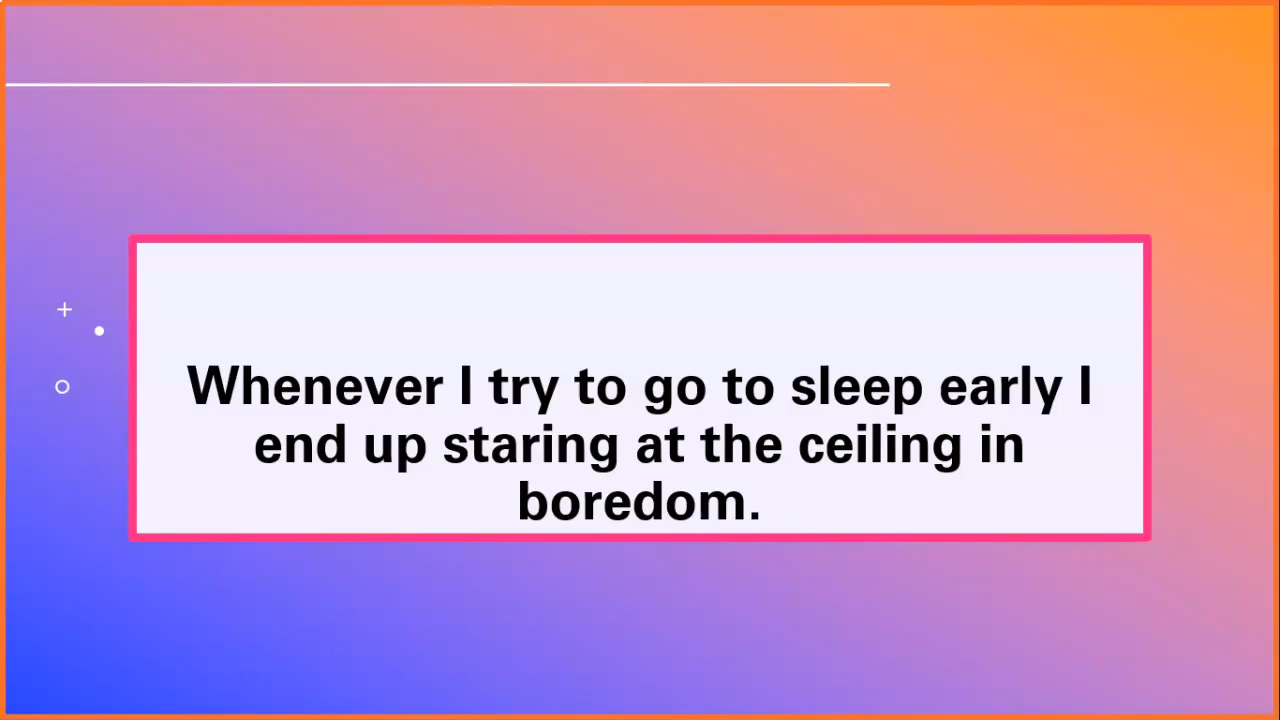 Whenever I try to go to sleep early I
end up staring at the ceiling in
boredom.